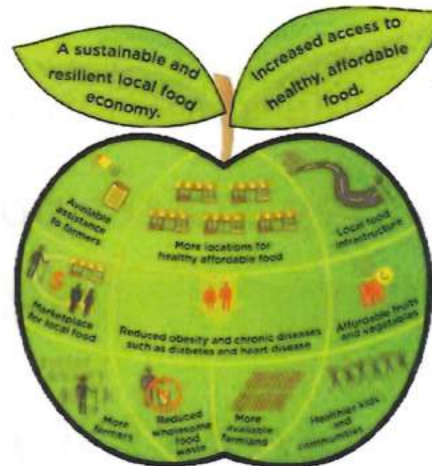 A sustainable and
resilient local food
economy.
Increased access to
healthy, affordable
food.
Available
assistance
to farmers
More locations for
healthy affordable food
Local food
infrastructure
Marketplace
for local food
Reduced obesity and chronic diseases
such as diabetes and heart disease
Affordable fruits
and vegetables
More
farmers
Reduced
wholesome
food
waste
More
available
farmland
Healthier kids
and
communities